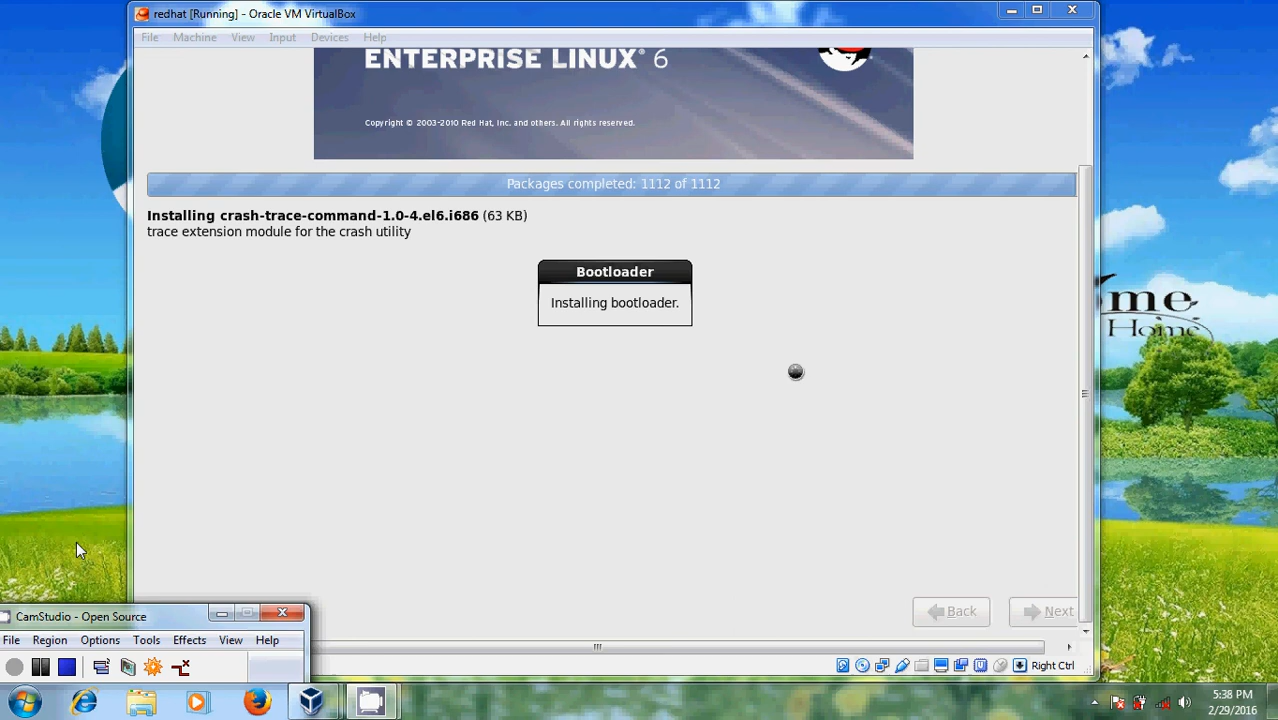 redhat [Running] - Oracle VM VirtualBox
File Machine View Input Devices Help
ENTERPRISE LINUX® 6
Copyright © 2003-2010 Red Hat, Inc. and others. All rights reserved.
Packages completed: 1112 of 1112
Installing crash-trace-command-1.0-4.el6.i686 (63 KB)
trace extension module for the crash utility
Bootloader
Installing bootloader.
Home
Back Next
CamStudio - Open Source
File Region Options Tools Effects View Help
Right Ctrl
5:38 PM
2/29/2016